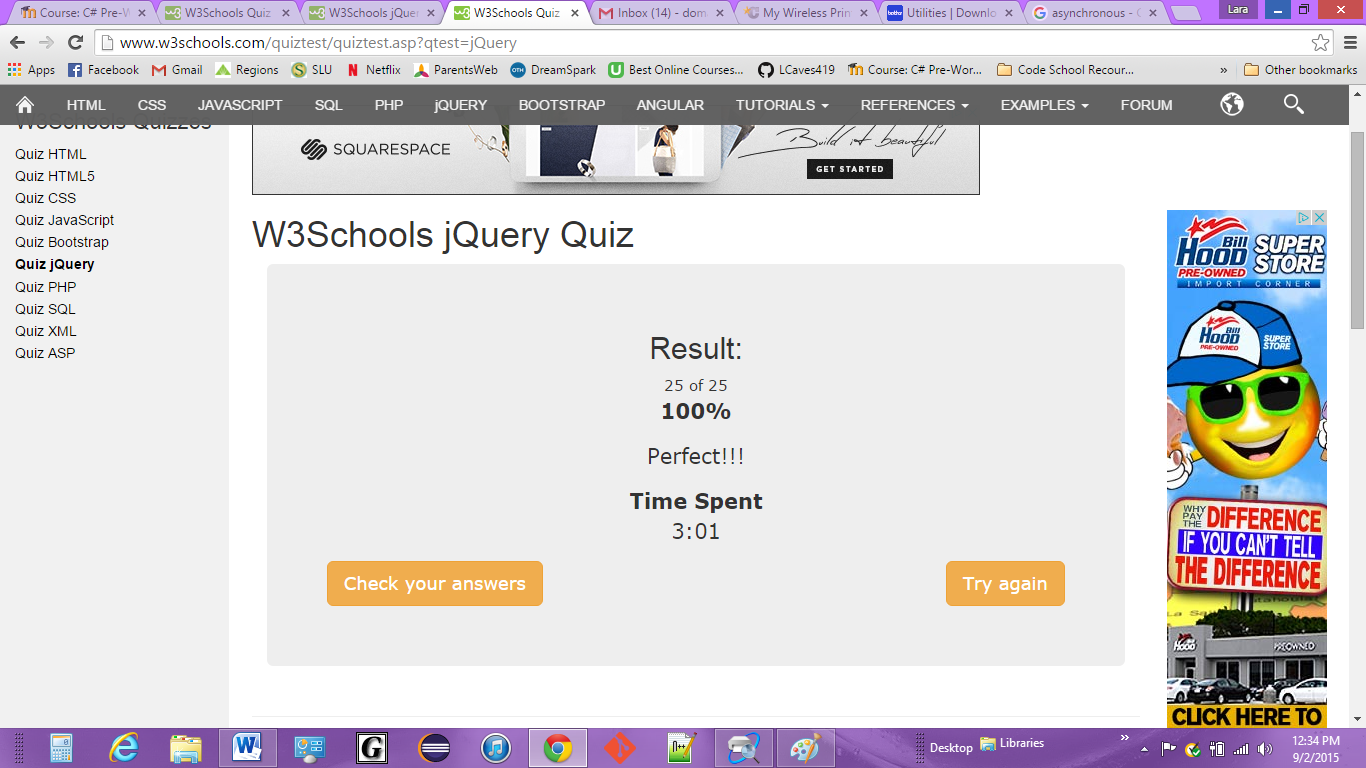 Course: C# Pre-W
W3Schools Quiz
W3Schools jQuer
W3Schools Quiz
Inbox (14) - dom
My Wireless Prin
Utilities | Downlo
asynchronous - G
Lara
www.w3schools.com/quiztest/quiztest.asp?qtest=jQuery
Apps
Facebook
Gmail
Regions
SLU
Netflix
ParentsWeb
DreamSpark
Best Online Courses...
LCaves419
Course: C# Pre-Wor...
Code School Recour...
»
Other bookmarks
HTML
CSS
JAVASCRIPT
SQL
PHP
jQUERY
BOOTSTRAP
ANGULAR
TUTORIALS
REFERENCES
EXAMPLES
FORUM
W3Schools Quizzes
Quiz HTML
Quiz HTML5
Quiz CSS
Quiz JavaScript
Quiz Bootstrap
Quiz jQuery
Quiz PHP
Quiz SQL
Quiz XML
Quiz ASP
SQUARESPACE
Build it beautiful
GET STARTED
W3Schools jQuery Quiz
Result:
25 of 25
100%
Perfect!!!
Time Spent
3:01
Check your answers
Try again
Bill
HOOD
PRE-OWNED
SUPER
STORE
IMPORT CORNER
Bill
HOOD
PRE-OWNED
SUPER
STORE
WHY
PAY
THE
DIFFERENCE
IF YOU CAN'T TELL
THE DIFFERENCE
HOOD
PREOWNED
CLICK HERE TO
Desktop
Libraries
»
12:34 PM
9/2/2015